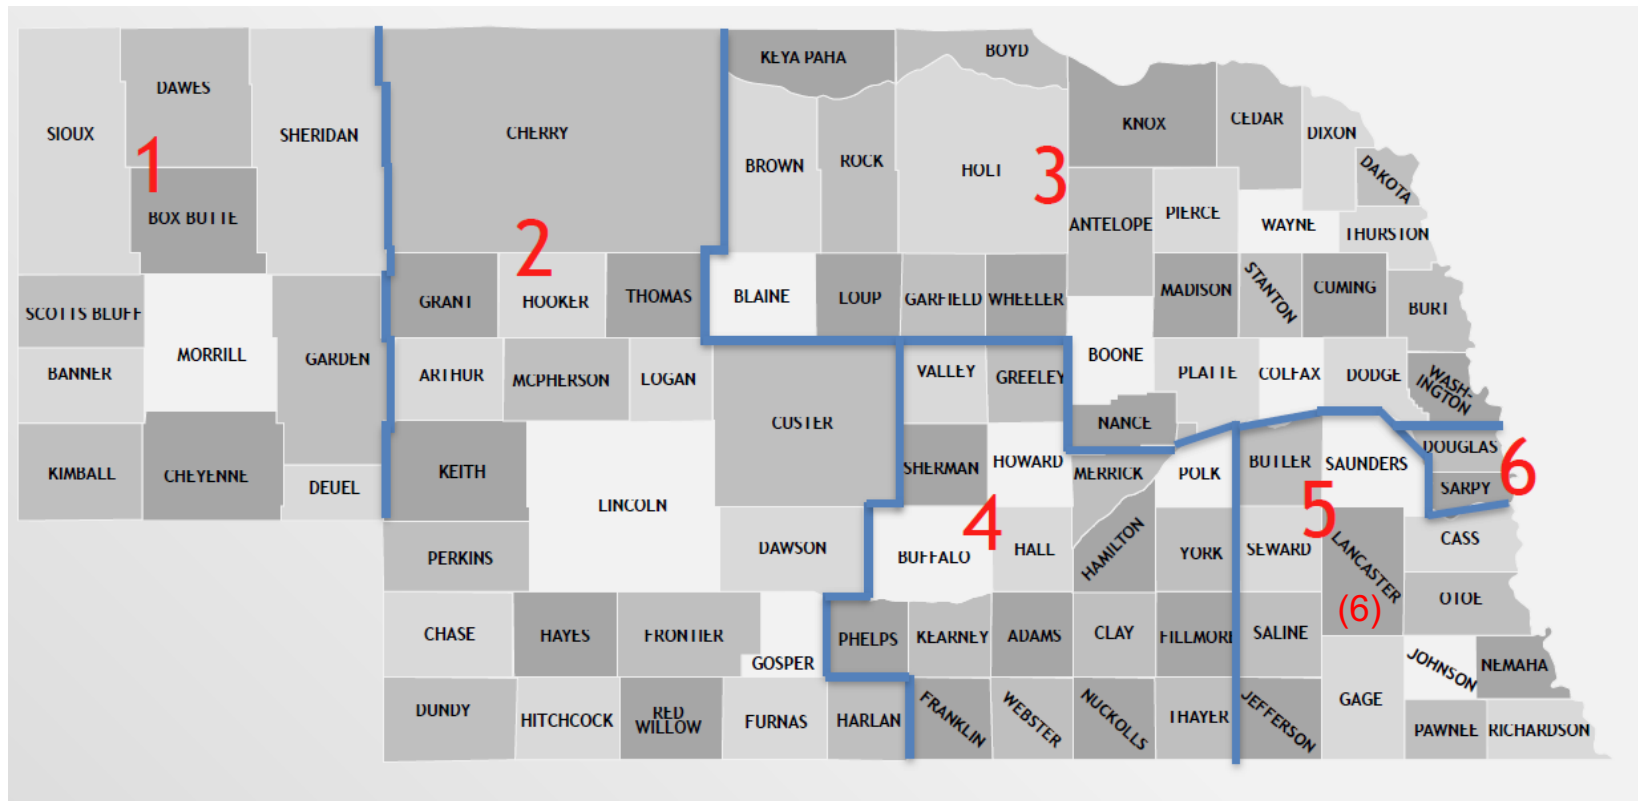 KEYA PAHA
BOYD
DAWES
SIOUX
SHERIDAN
CHERRY
KNOX
CEDAR
DIXON
1
BROWN
ROCK
HOLT
3
DAKOTA
BOX BUTTE
ANTELOPE
PIERCE
WAYNE
THURSTON
2
GRANT
HOOKER
THOMAS
BLAINE
LOUP
GARFIELD
WHEELER
MADISON
STANTON
CUMING
BURT
SCOTTS BLUFF
MORRILL
GARDEN
BANNER
ARTHUR
MCPHERSON
LOGAN
VALLEY
GREELEY
BOONE
PLATTE
COLFAX
DODGE
WASH-
INGTON
CUSTER
NANCE
KIMBALL
CHEYENNE
DEUEL
KEITH
LINCOLN
SHERMAN
HOWARD
MERRICK
POLK
BUTLER
SAUNDERS
DOUGLAS
SARPY
6
4
5
PERKINS
DAWSON
BUFFALO
HALL
HAMILTON
YORK
SEWARD
LANCASTER
(6)
CASS
OTOE
CHASE
HAYES
FRONTIER
GOSPER
PHELPS
KEARNEY
ADAMS
CLAY
FILLMORE
SALINE
JOHNSON
NEMAHA
DUNDY
HITCHCOCK
RED
WILLOW
FURNAS
HARLAN
FRANKLIN
WEBSTER
NUCKOLLS
THAYER
JEFFERSON
GAGE
PAWNEE
RICHARDSON